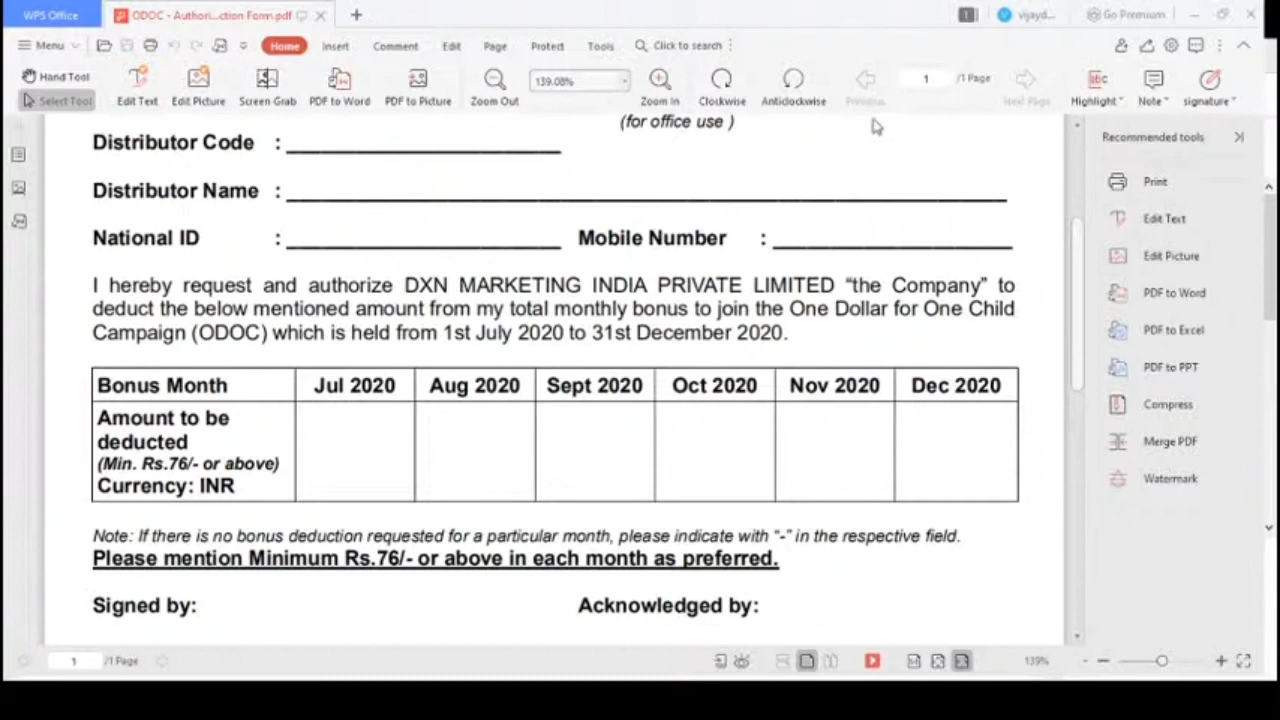 WPS Office
ODOC - Authori...ction Form.pdf
1
vijayd...
Go Premium
Menu
Home
Insert
Comment
Edit
Page
Protect
Tools
Click to search
Hand Tool
Select Tool
Edit Text
Edit Picture
Screen Grab
PDF to Word
PDF to Picture
Zoom Out
139.08%
Zoom In
Clockwise
Anticlockwise
Previous
1 /1 Page
Next Page
Highlight
Note
signature
(for office use )
Distributor Code :
Distributor Name :
National ID : Mobile Number :
I hereby request and authorize DXN MARKETING INDIA PRIVATE LIMITED “the Company” to
deduct the below mentioned amount from my total monthly bonus to join the One Dollar for One Child
Campaign (ODOC) which is held from 1st July 2020 to 31st December 2020.
Bonus Month Jul 2020 Aug 2020 Sept 2020 Oct 2020 Nov 2020 Dec 2020
Amount to be
deducted
(Min. Rs.76/- or above)
Currency: INR
Note: If there is no bonus deduction requested for a particular month, please indicate with “-” in the respective field.
Please mention Minimum Rs.76/- or above in each month as preferred.
Signed by: Acknowledged by:
Recommended tools
Print
Edit Text
Edit Picture
PDF to Word
PDF to Excel
PDF to PPT
Compress
Merge PDF
Watermark
1 /1 Page
139%